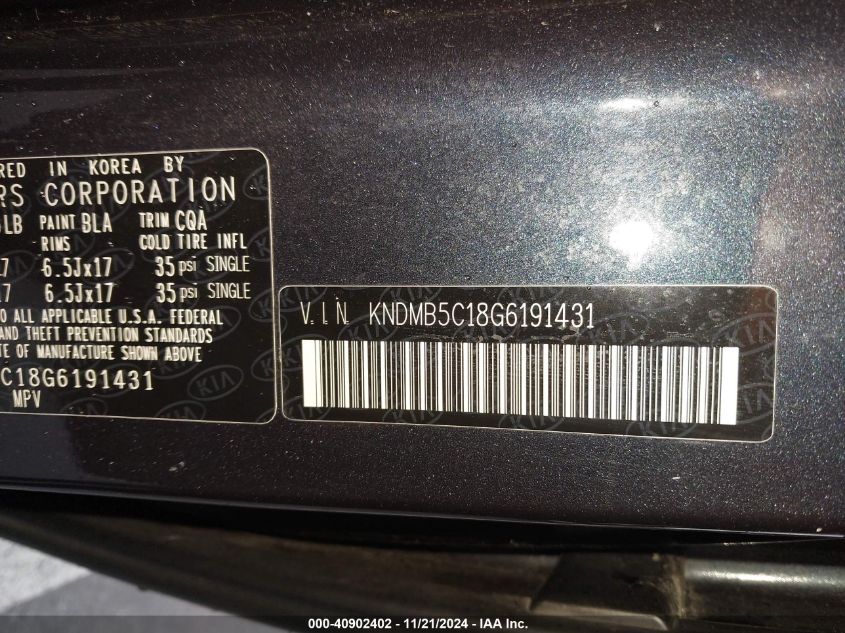 RED IN KOREA BY
RS CORPORATION
LB PAINT BLA TRIM CQA
RIMS COLD TIRE INFL
7 6.5Jx17 35 psi SINGLE
7 6.5Jx17 35 psi SINGLE
O ALL APPLICABLE U.S.A. FEDERAL
AND THEFT PREVENTION STANDARDS
TE OF MANUFACTURE SHOWN ABOVE
C18G6191431
MPV
V.I.N. KNDMB5C18G6191431
KIA
000-40902402 - 11/21/2024 - IAA Inc.